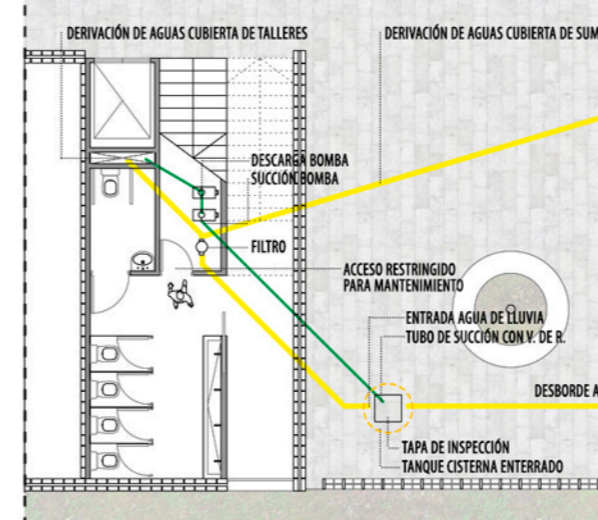 DERIVACIÓN DE AGUAS CUBIERTA DE TALLERES
DERIVACIÓN DE AGUAS CUBIERTA DE SUM
DESCARGA BOMBA
SUCCIÓN BOMBA
FILTRO
ACCESO RESTRINGIDO
PARA MANTENIMIENTO
ENTRADA AGUA DE LLUVIA
TUBO DE SUCCIÓN CON V. DE R.
DESBORDE A
TAPA DE INSPECCIÓN
TANQUE CISTERNA ENTERRADO